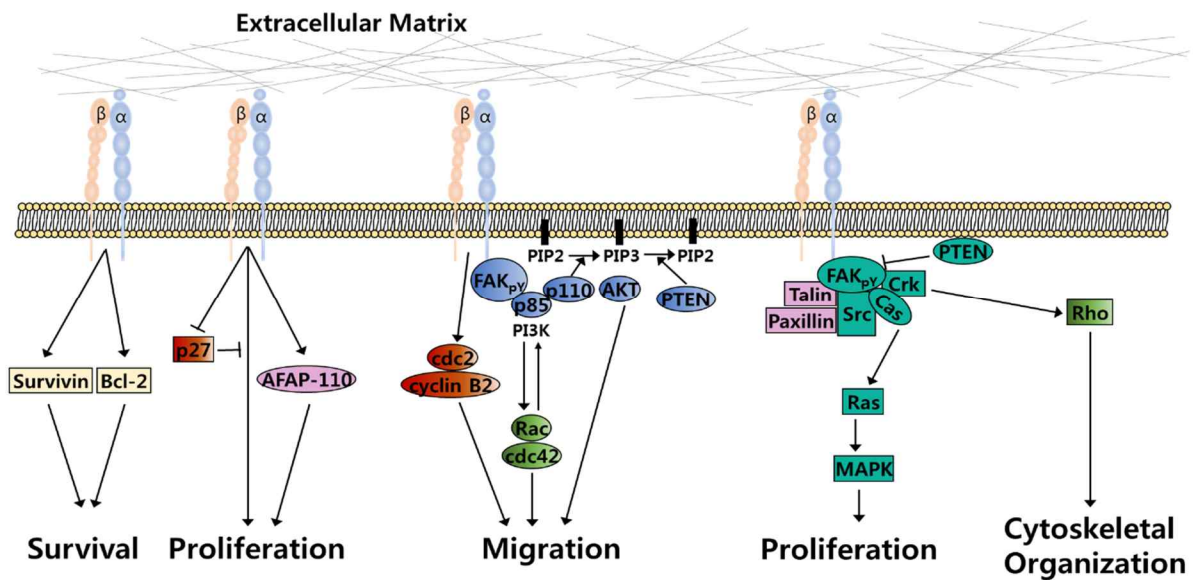 Extracellular Matrix
β α
β α
β α
β α
PIP2 PIP3 PIP2
PTEN
FAKpY
p85
p110
AKT
PTEN
PI3K
FAKpY
Crk
Talin
Cas
Src
Paxillin
Rho
p27
cdc2
cyclin B2
Survivin
Bcl-2
AFAP-110
Rac
cdc42
Ras
MAPK
Survival
Proliferation
Migration
Proliferation
Cytoskeletal
Organization